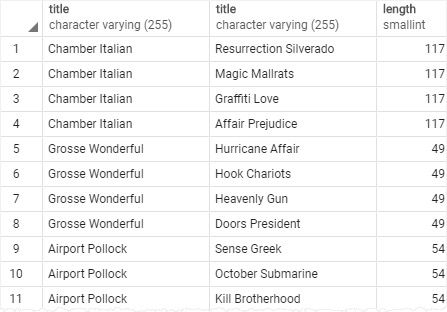 title title length
character varying (255) character varying (255) smallint
1 Chamber Italian Resurrection Silverado 117
2 Chamber Italian Magic Mallrats 117
3 Chamber Italian Graffiti Love 117
4 Chamber Italian Affair Prejudice 117
5 Grosse Wonderful Hurricane Affair 49
6 Grosse Wonderful Hook Chariots 49
7 Grosse Wonderful Heavenly Gun 49
8 Grosse Wonderful Doors President 49
9 Airport Pollock Sense Greek 54
10 Airport Pollock October Submarine 54
11 Airport Pollock Kill Brotherhood 54